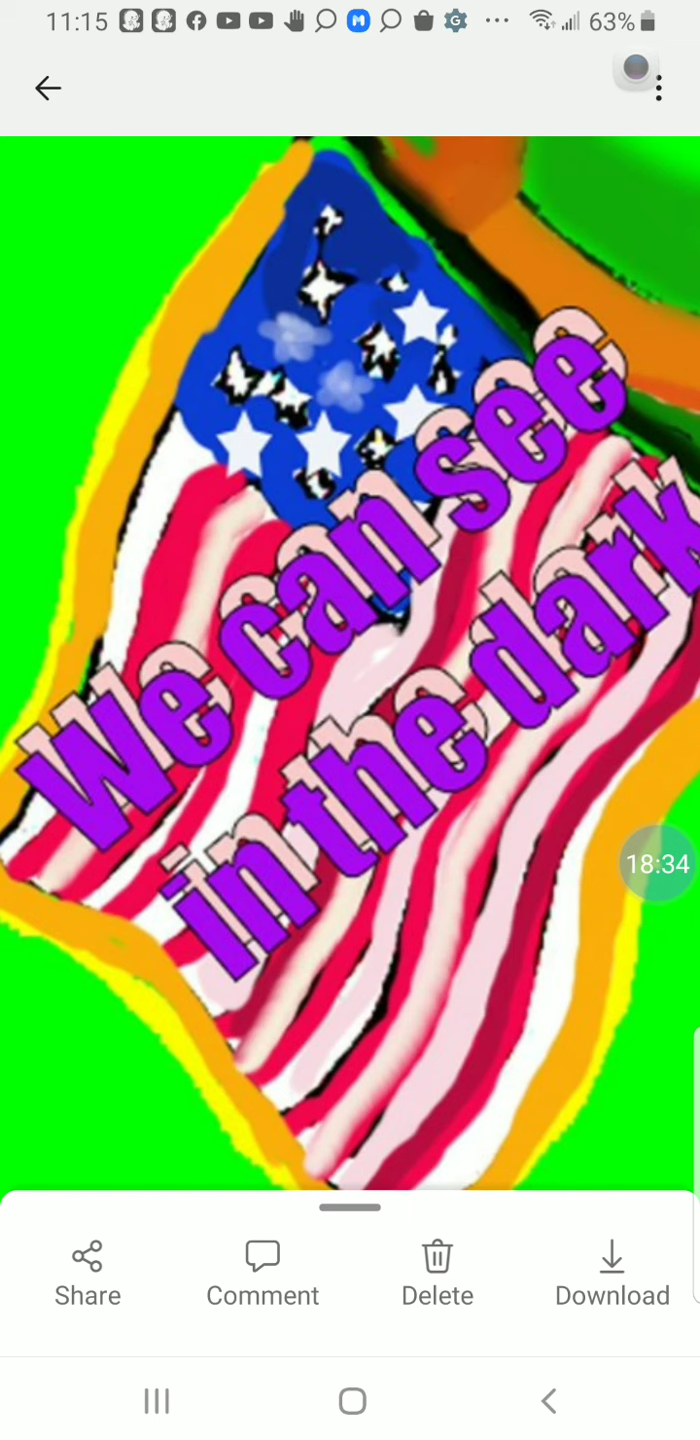 11:15
63%
We can see
in the dark
18:34
Share
Comment
Delete
Download